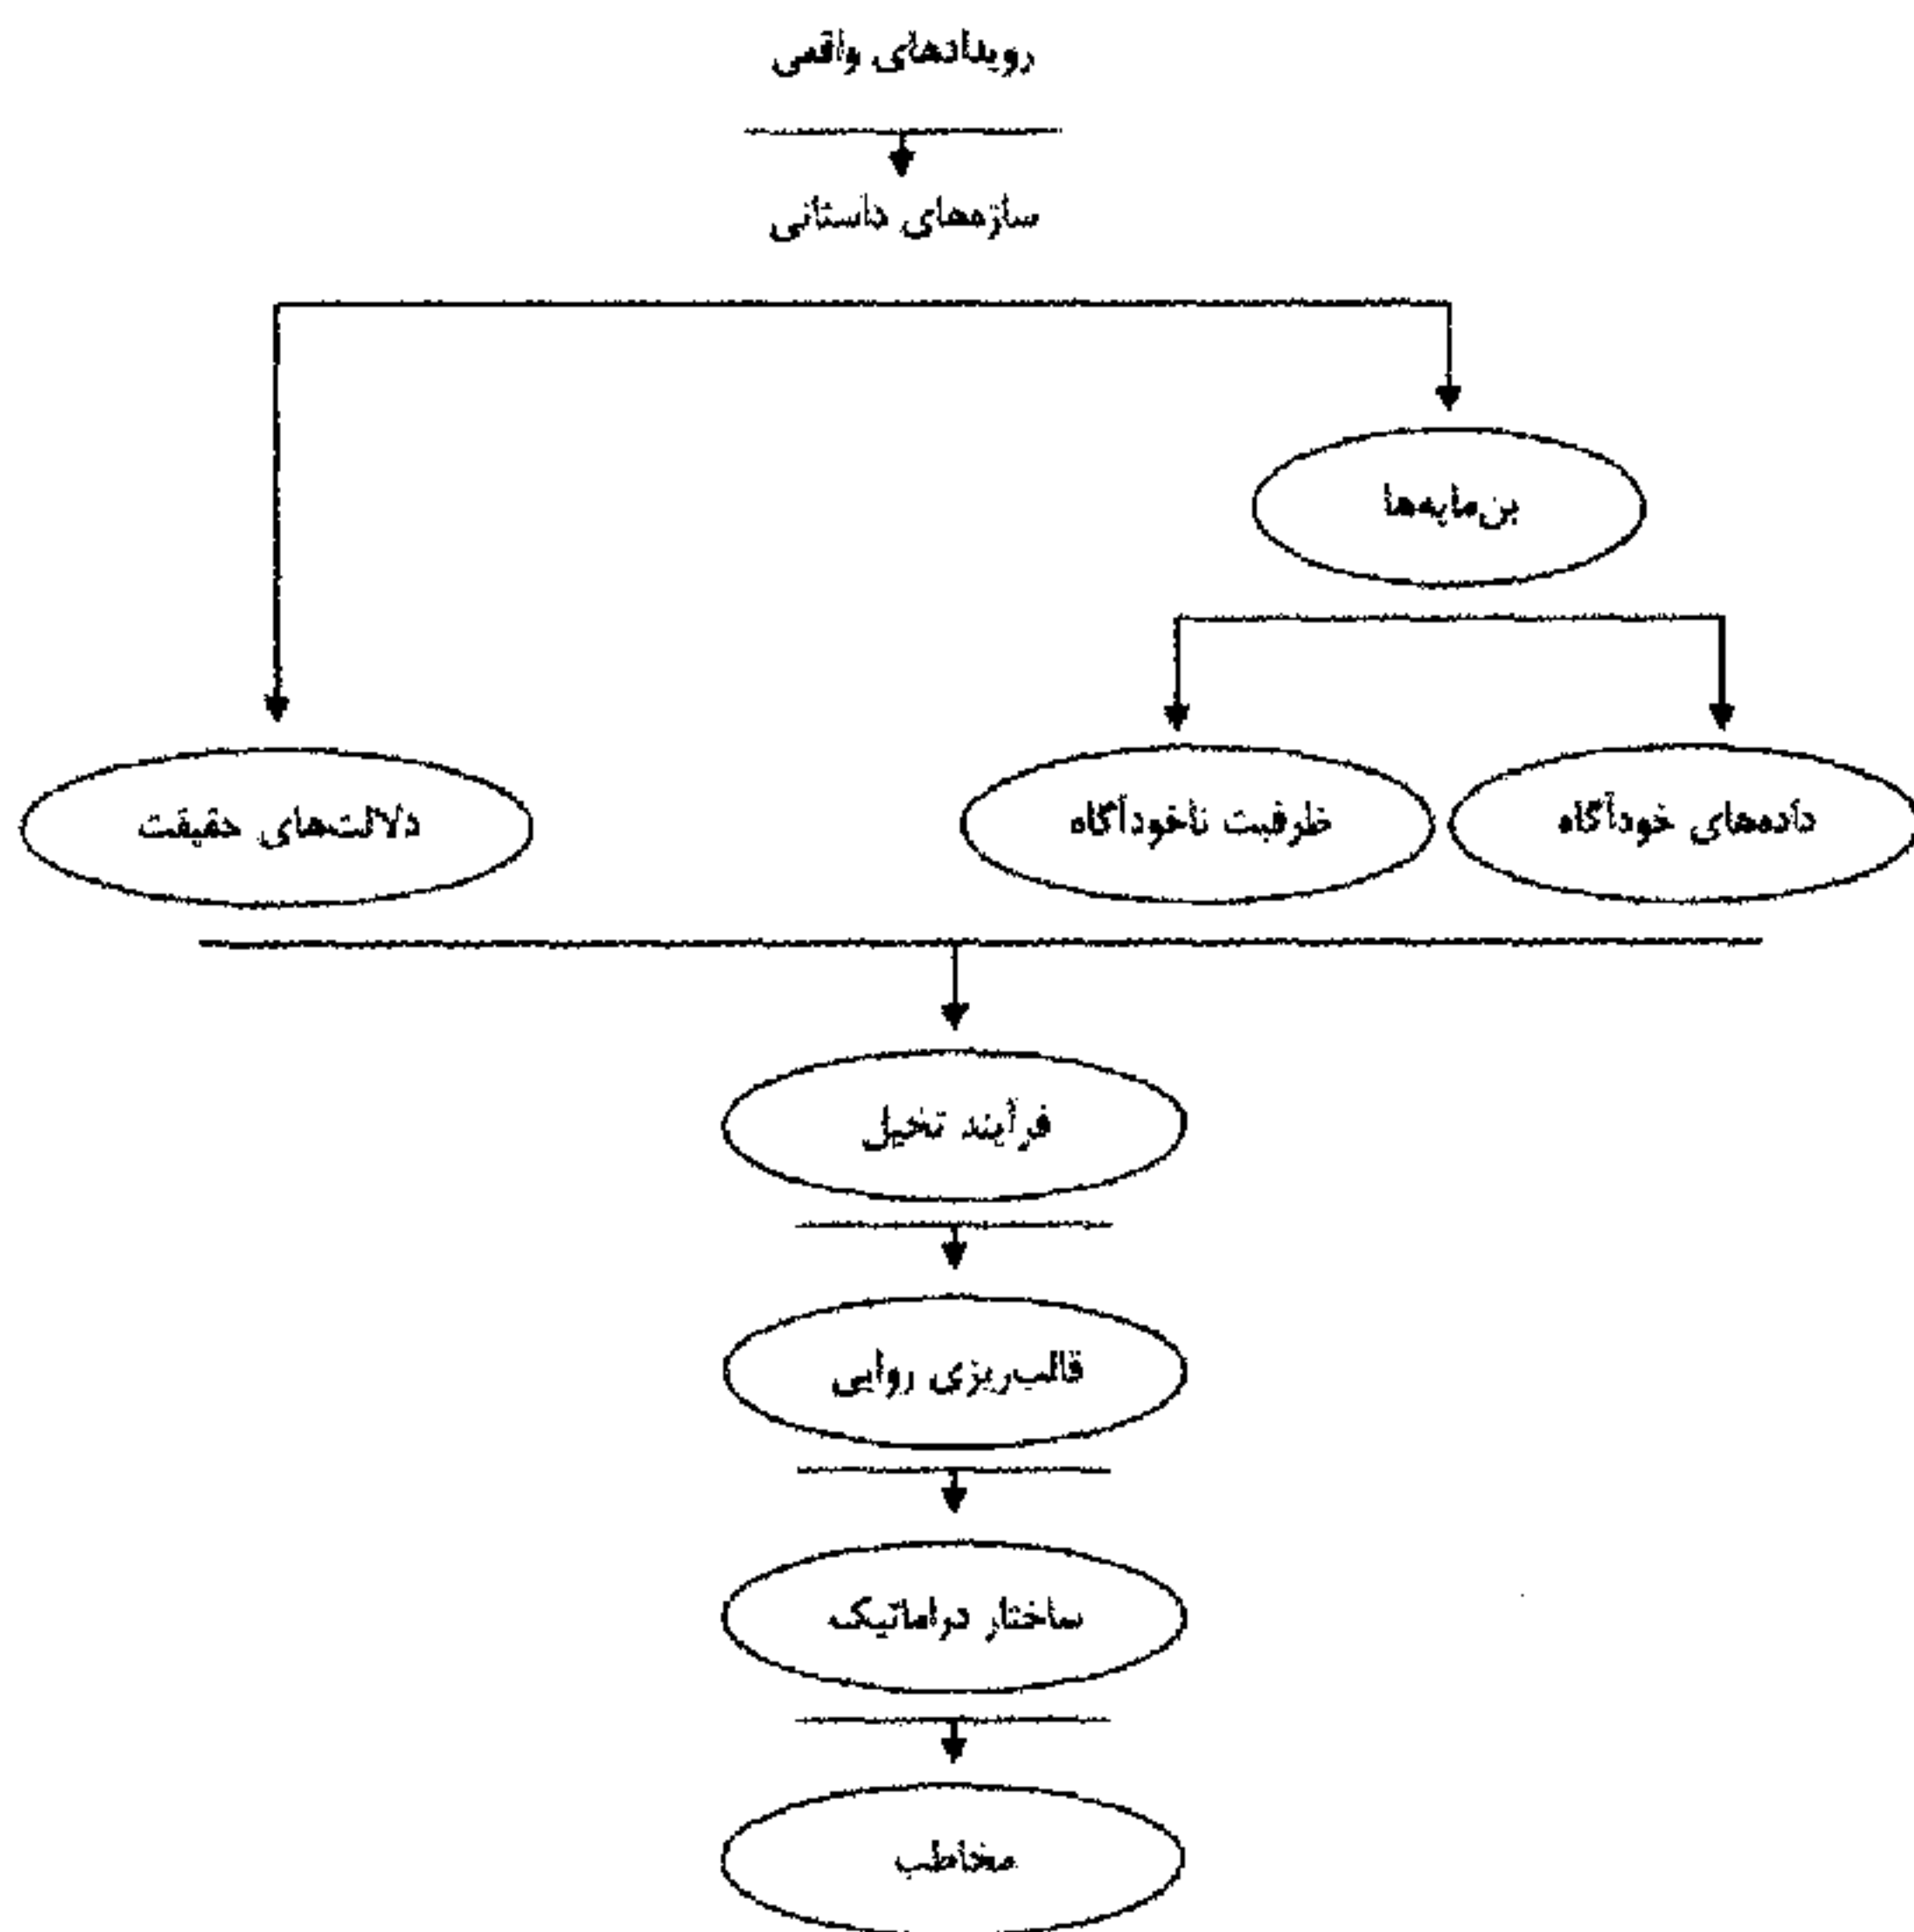 رویدادهای واقعی
سازه‌های داستانی
بن‌مایه‌ها
داده‌های خودآگاه
ظرفیت ناخودآگاه
دلالت‌های حقیقت
فرآیند تخیل
قالب‌ریزی روایی
ساختار دراماتیک
مخاطب